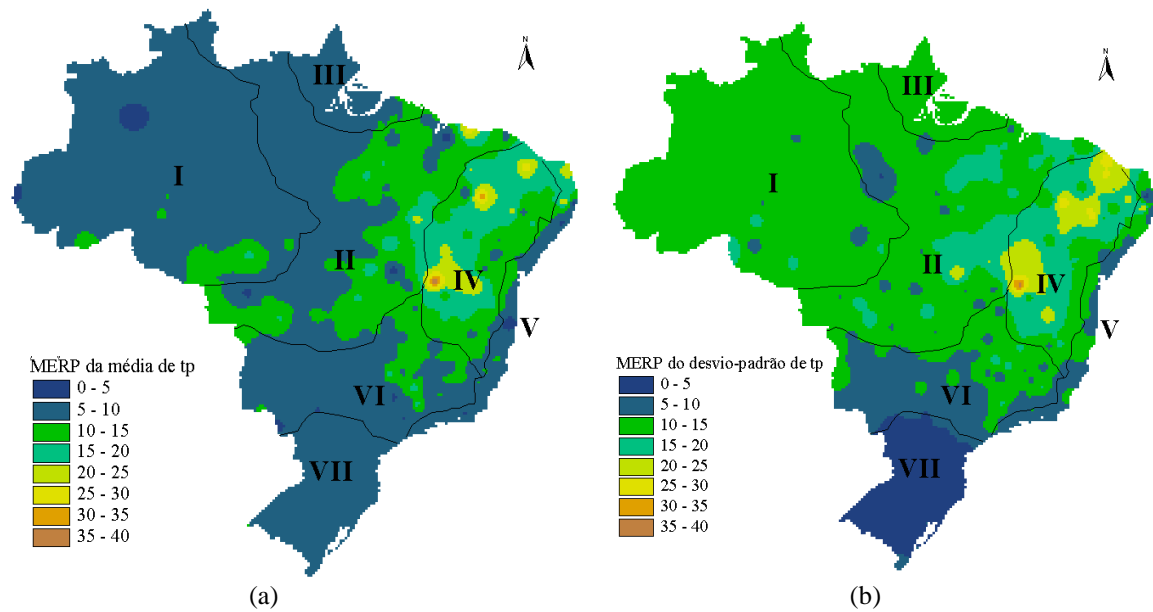 N
III
I
II
IV
V
VI
VII
MERP da média de tp
0 - 5
5 - 10
10 - 15
15 - 20
20 - 25
25 - 30
30 - 35
35 - 40
(a)
N
III
I
II
IV
V
VI
VII
MERP do desvio-padrão de tp
0 - 5
5 - 10
10 - 15
15 - 20
20 - 25
25 - 30
30 - 35
35 - 40
(b)